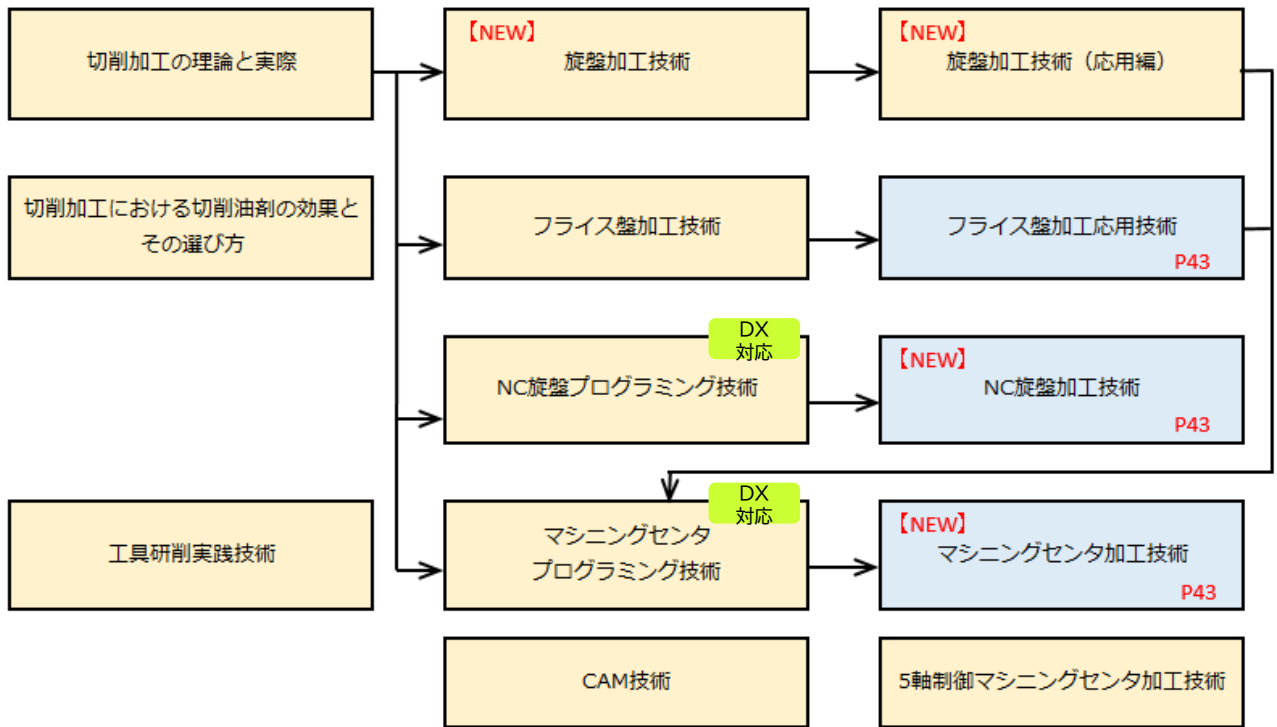 切削加工の理論と実際
【NEW】
旋盤加工技術
【NEW】
旋盤加工技術（応用編）
切削加工における切削油剤の効果と
その選び方
フライス盤加工技術
フライス盤加工応用技術
P43
DX
対応
NC旋盤プログラミング技術
【NEW】
NC旋盤加工技術
P43
工具研削実践技術
DX
対応
マシニングセンタ
プログラミング技術
【NEW】
マシニングセンタ加工技術
P43
CAM技術
5軸制御マシニングセンタ加工技術